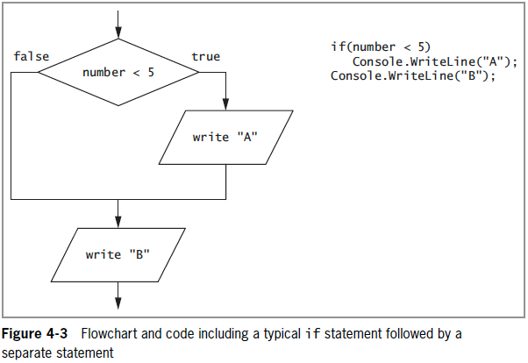 false
true
number < 5
if(number < 5)
Console.WriteLine("A");
Console.WriteLine("B");
write "A"
write "B"
Figure 4-3 Flowchart and code including a typical if statement followed by a
separate statement